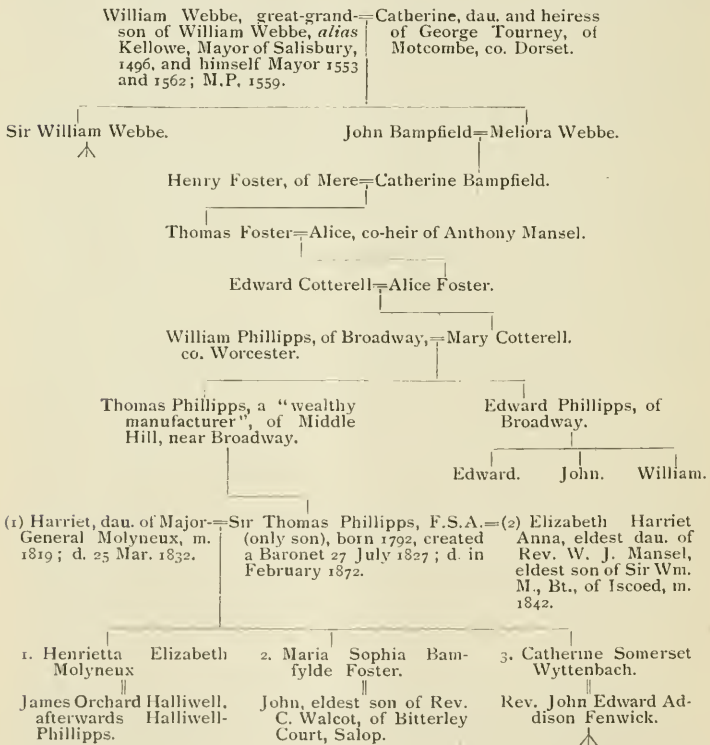 William Webbe, great-grand-=Catherine, dau. and heiress
son of William Webbe, alias of George Tourney, of
Kellowe, Mayor of Salisbury, Motcombe, co. Dorset.
1496, and himself Mayor 1553
and 1562; M.P. 1559.
Sir William Webbe. John Bampfield=Meliora Webbe.
Henry Foster, of Mere=Catherine Bampfield.
Thomas Foster=Alice, co-heir of Anthony Mansel.
Edward Cotterell=Alice Foster.
William Phillipps, of Broadway,=Mary Cotterell.
co. Worcester.
Thomas Phillipps, a "wealthy
manufacturer", of Middle
Hill, near Broadway.
Edward Phillipps, of
Broadway.
Edward. John. William.
(1) Harriet, dau. of Major-
General Molyneux, m.
1819; d. 25 Mar. 1832.
=Sir Thomas Phillipps, F.S.A.=
(only son), born 1792, created
a Baronet 27 July 1827; d. in
February 1872.
(2) Elizabeth Harriet
Anna, eldest dau. of
Rev. W. J. Mansel,
eldest son of Sir Wm.
M., Bt., of Iscoed, m.
1842.
1. Henrietta Elizabeth
Molyneux
||
James Orchard Halliwell,
afterwards Halliwell-
Phillipps.
2. Maria Sophia Bam-
fylde Foster.
||
John, eldest son of Rev.
C. Walcot, of Bitterley
Court, Salop.
3. Catherine Somerset
Wyttenbach.
||
Rev. John Edward Ad-
dison Fenwick.